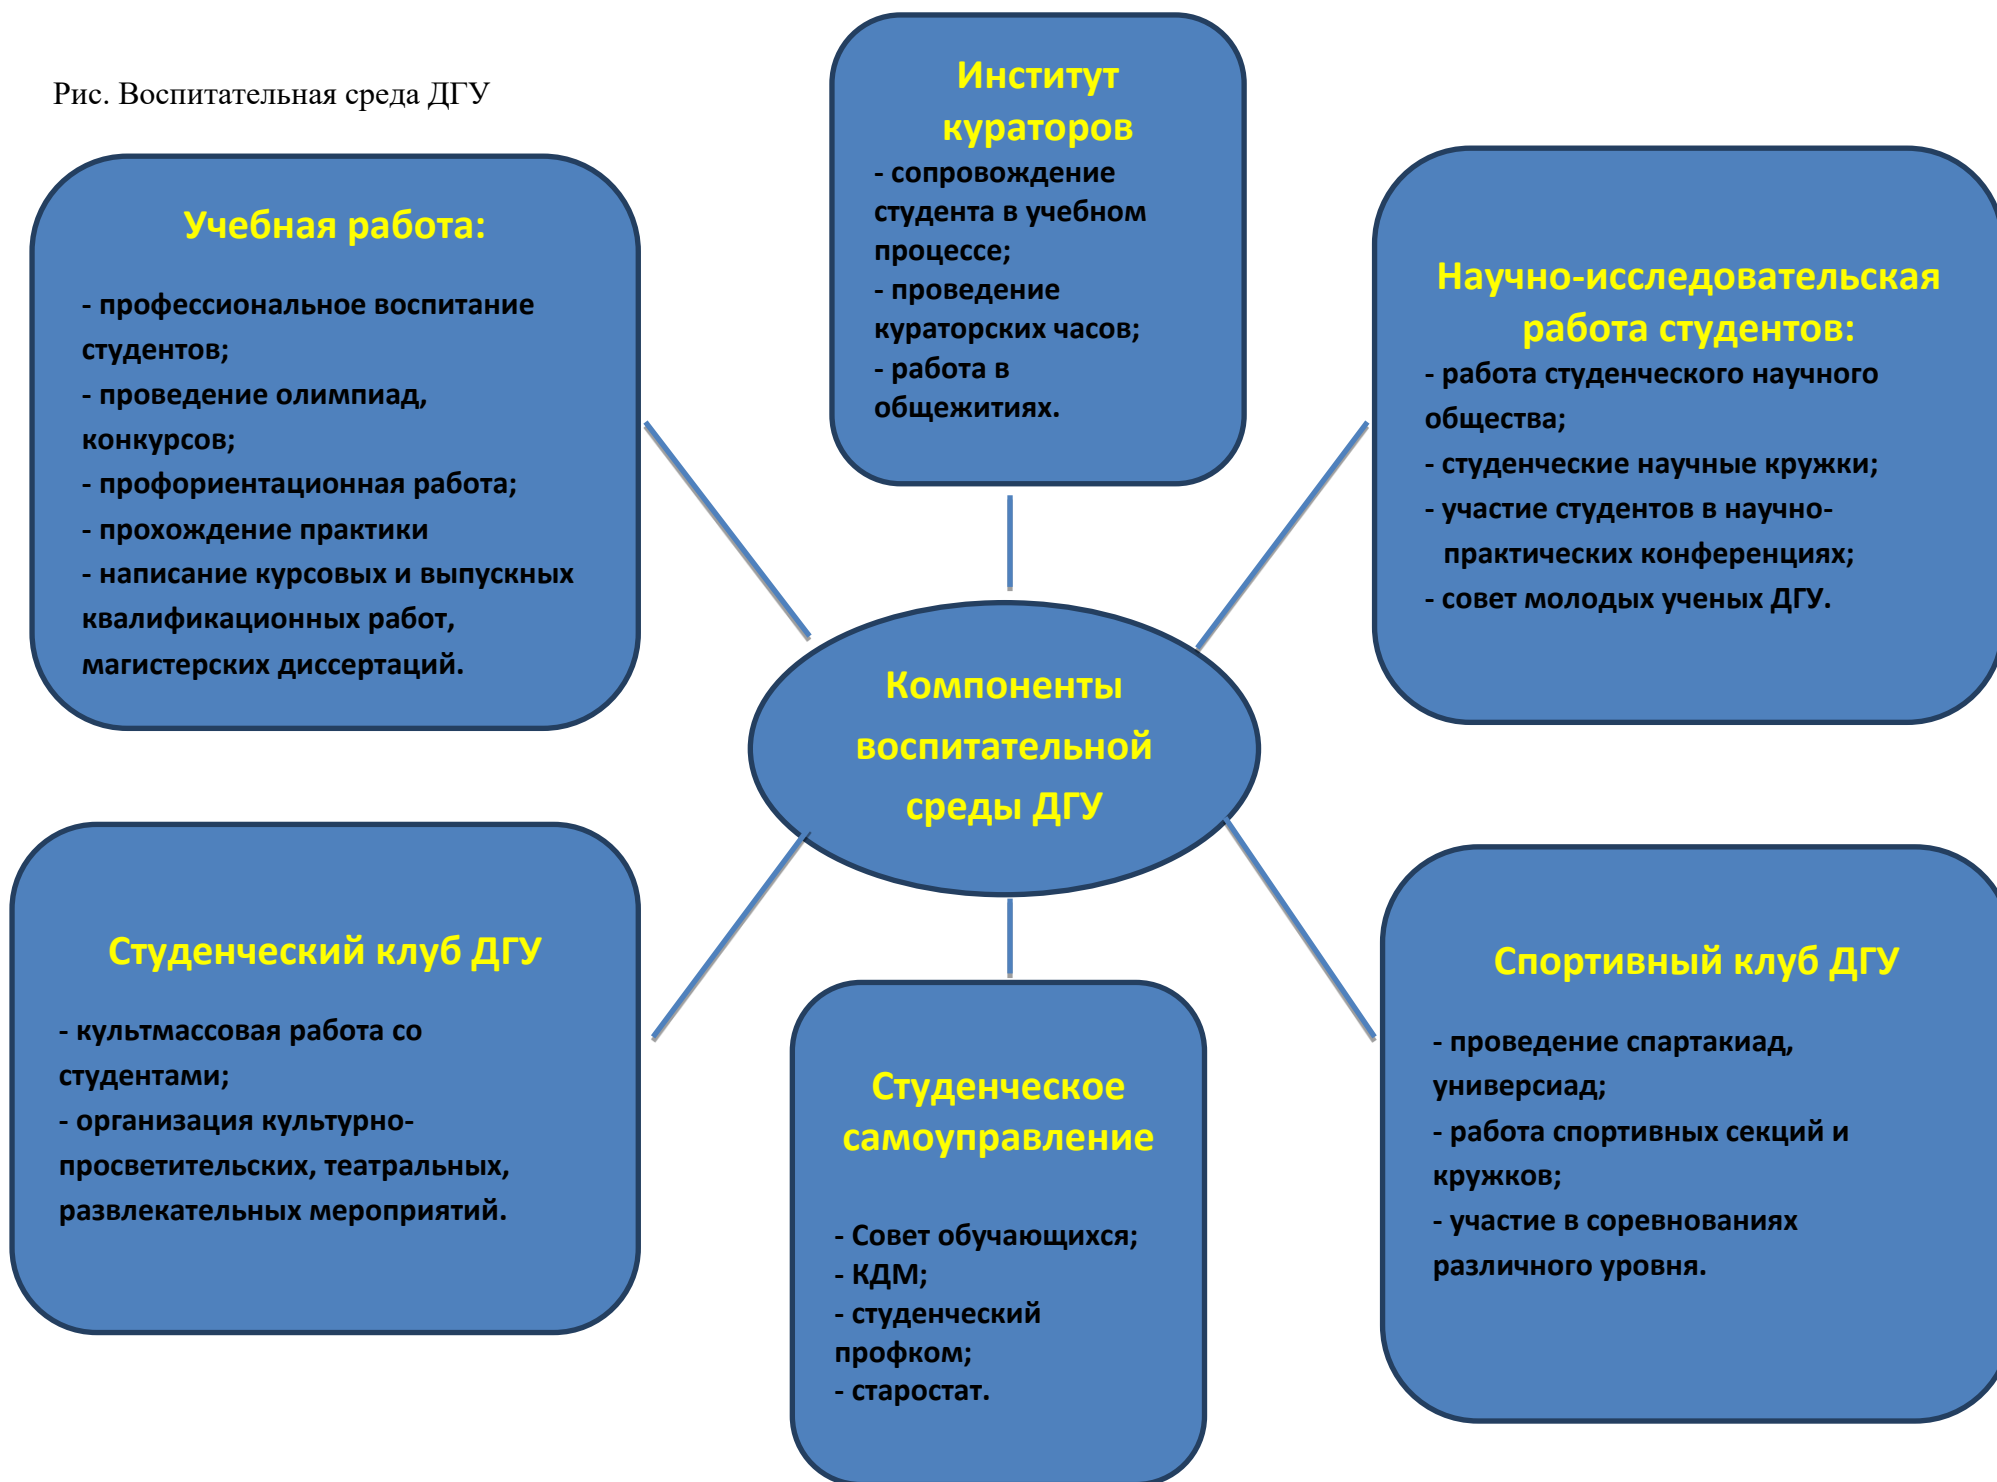 Рис. Воспитательная среда ДГУ
Институт
кураторов
- сопровождение
студента в учебном
процессе;
- проведение
кураторских часов;
- работа в
общежитиях.
Учебная работа:
- профессиональное воспитание
студентов;
- проведение олимпиад,
конкурсов;
- профориентационная работа;
- прохождение практики
- написание курсовых и выпускных
квалификационных работ,
магистерских диссертаций.
Научно-исследовательская
работа студентов:
- работа студенческого научного
общества;
- студенческие научные кружки;
- участие студентов в научно-
практических конференциях;
- совет молодых ученых ДГУ.
Компоненты
воспитательной
среды ДГУ
Студенческий клуб ДГУ
- культмассовая работа со
студентами;
- организация культурно-
просветительских, театральных,
развлекательных мероприятий.
Студенческое
самоуправление
- Совет обучающихся;
- КДМ;
- студенческий
профком;
- старостат.
Спортивный клуб ДГУ
- проведение спартакиад,
универсиад;
- работа спортивных секций и
кружков;
- участие в соревнованиях
различного уровня.